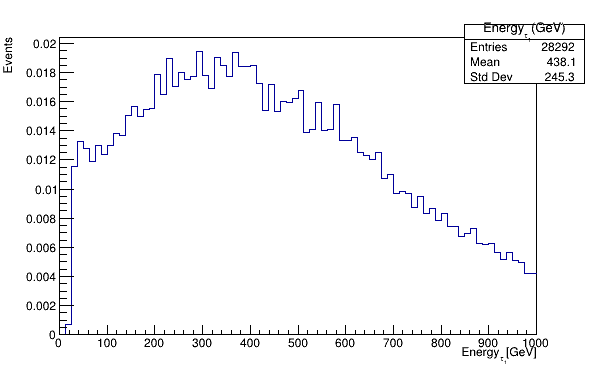 Energy_τ₁ (GeV)
Entries 28292
Mean 438.1
Std Dev 245.3
Events
0.02
0.018
0.016
0.014
0.012
0.01
0.008
0.006
0.004
0.002
0
0 100 200 300 400 500 600 700 800 900 1000
Energy_τ₁ [GeV]